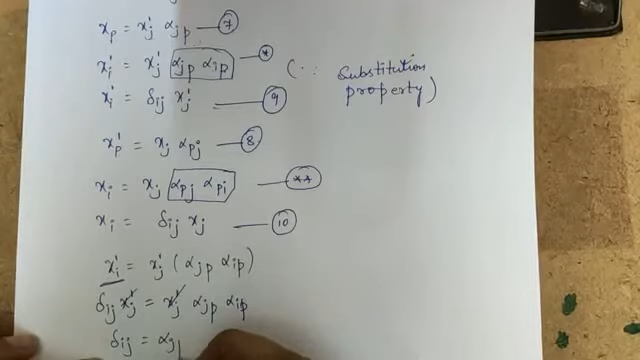 x_p = x'_j α_jp — (7)
x'_i = x'_j α_jp α_ip — (*) (∵ Substitution
x'_i = δ_ij x'_j — (9) property)
x'_p = x_j α_pj — (8)
x_i = x_j α_pj α_pi — (**)
x_i = δ_ij x_j — (10)
x'_i = x'_j (α_jp α_ip)
δ_ij x'_j = x'_j α_jp α_ip
δ_ij = α_jp